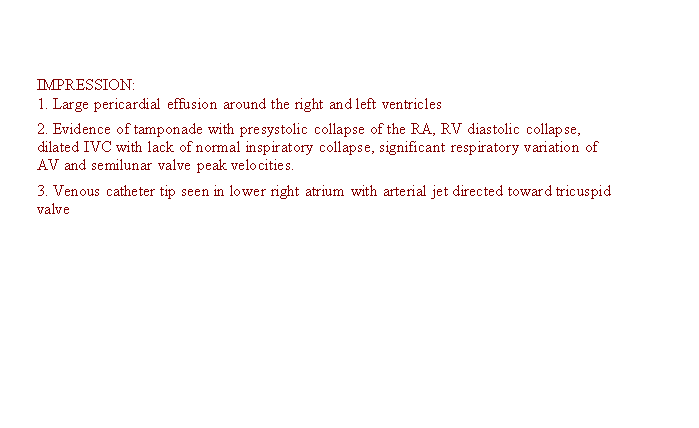 IMPRESSION:
1. Large pericardial effusion around the right and left ventricles
2. Evidence of tamponade with presystolic collapse of the RA, RV diastolic collapse,
dilated IVC with lack of normal inspiratory collapse, significant respiratory variation of
AV and semilunar valve peak velocities.
3. Venous catheter tip seen in lower right atrium with arterial jet directed toward tricuspid
valve